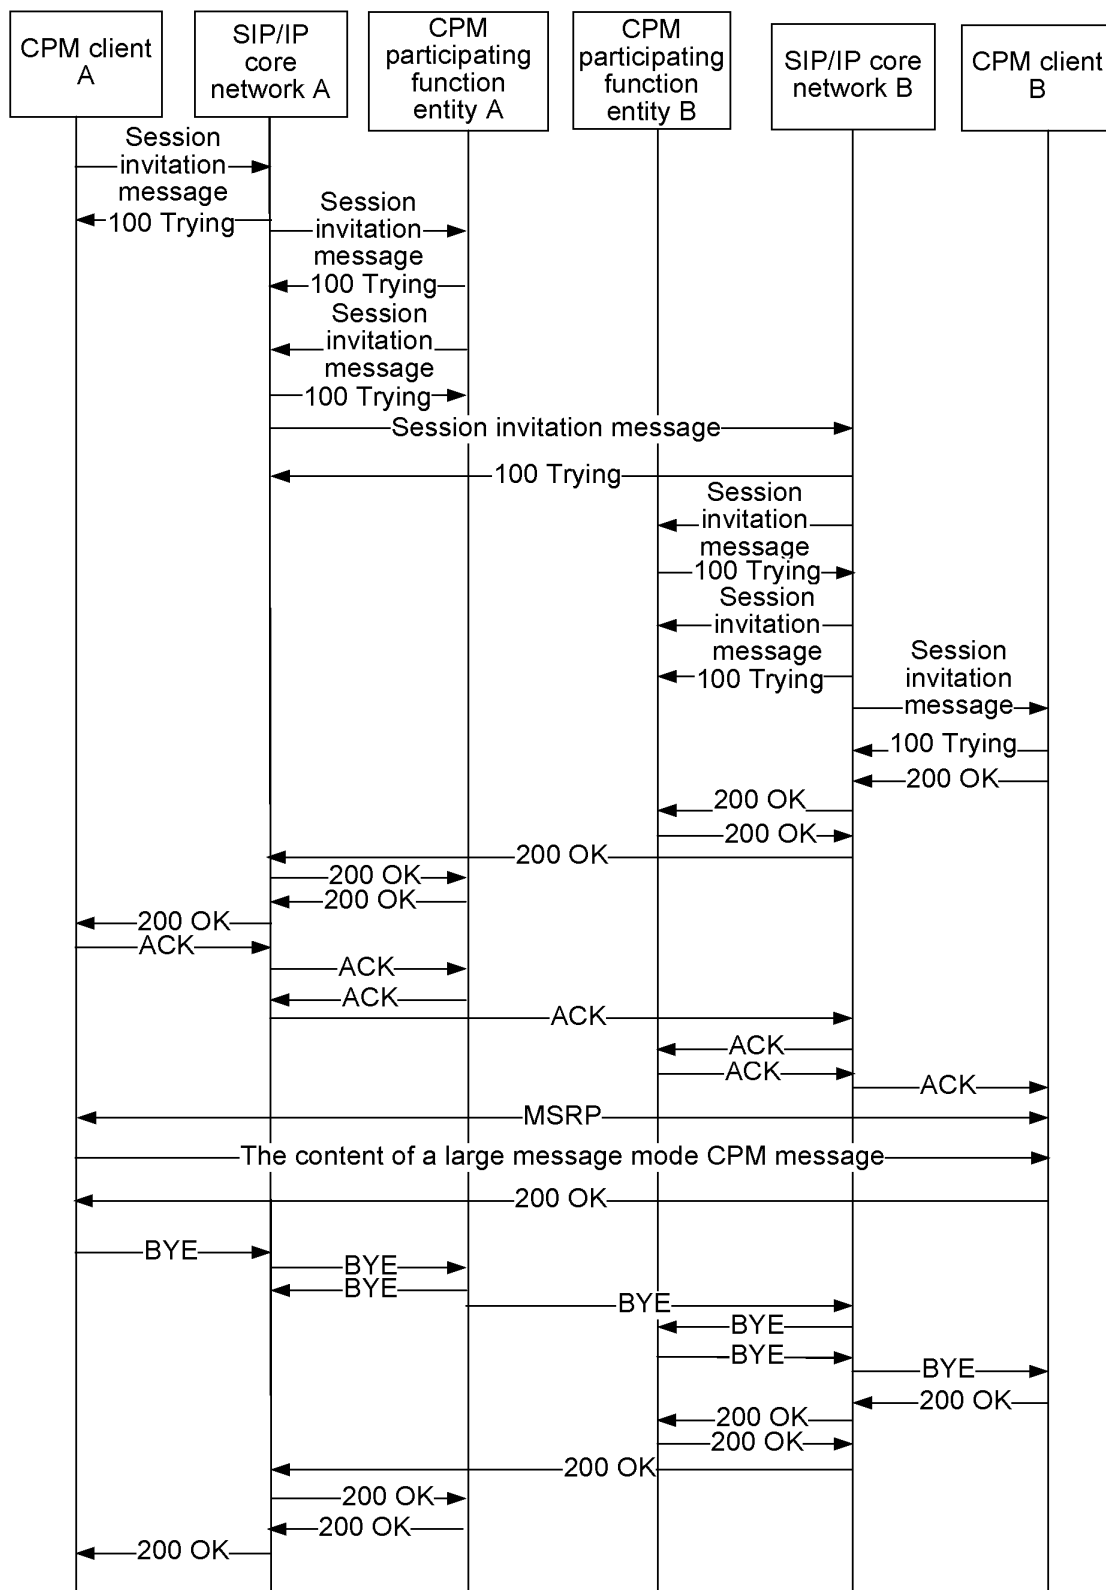 CPM client
A
SIP/IP
core
network A
CPM
participating
function
entity A
CPM
participating
function
entity B
SIP/IP core
network B
CPM client
B
Session
invitation
message
100 Trying
Session
invitation
message
100 Trying
Session
invitation
message
100 Trying
Session invitation message
100 Trying
Session
invitation
message
100 Trying
Session
invitation
message
100 Trying
Session
invitation
message
100 Trying
200 OK
200 OK
200 OK
200 OK
200 OK
200 OK
200 OK
ACK
ACK
ACK
ACK
ACK
ACK
ACK
MSRP
The content of a large message mode CPM message
200 OK
BYE
BYE
BYE
BYE
BYE
BYE
BYE
200 OK
200 OK
200 OK
200 OK
200 OK
200 OK
200 OK